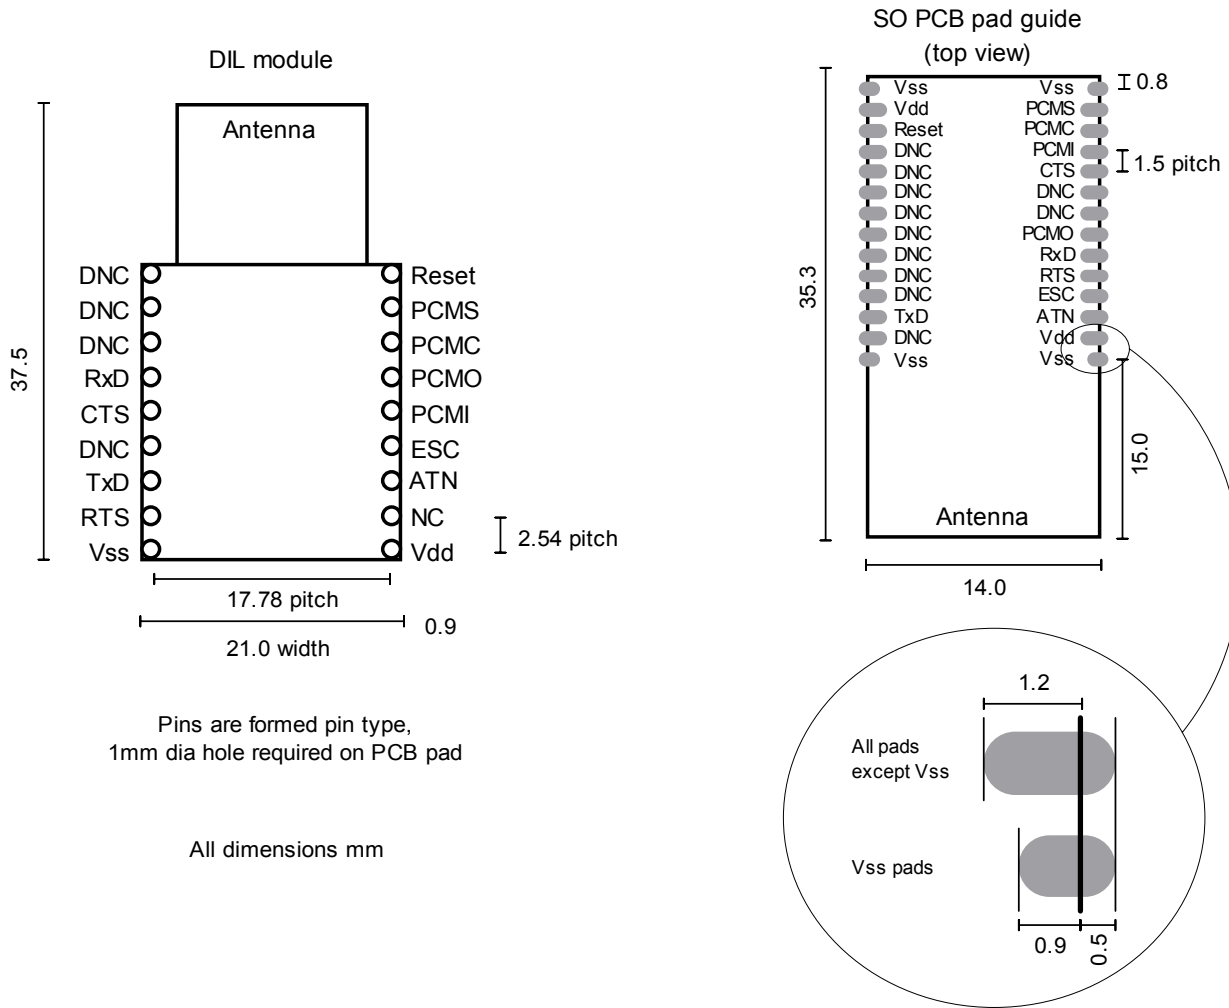 DIL module
Antenna
37.5
DNC Reset
DNC PCMS
DNC PCMC
RxD PCMO
CTS PCMI
DNC ESC
TxD ATN
RTS NC
Vss Vdd
2.54 pitch
17.78 pitch
0.9
21.0 width
Pins are formed pin type,
1mm dia hole required on PCB pad
All dimensions mm
SO PCB pad guide
(top view)
Vss Vss
Vdd PCMS
Reset PCMC
DNC PCMI
DNC CTS
DNC DNC
DNC DNC
DNC PCMO
DNC RxD
DNC RTS
DNC ESC
TxD ATN
DNC Vdd
Vss Vss
0.8
1.5 pitch
35.3
15.0
Antenna
14.0
1.2
All pads
except Vss
Vss pads
0.9
0.5